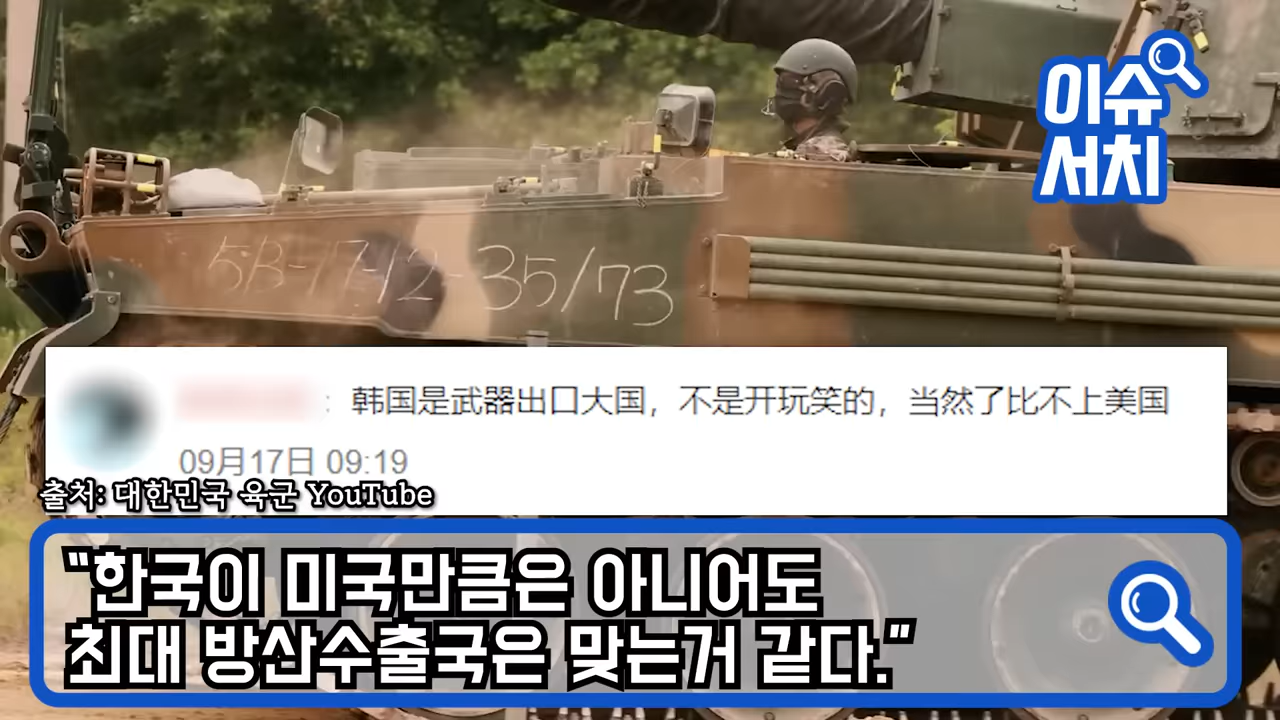 이슈
서치
5B-17-12-35/73
: 韩国是武器出口大国，不是开玩笑的，当然了比不上美国
09月17日 09:19
출처: 대한민국 육군 YouTube
"한국이 미국만큼은 아니어도
최대 방산수출국은 맞는거 같다."